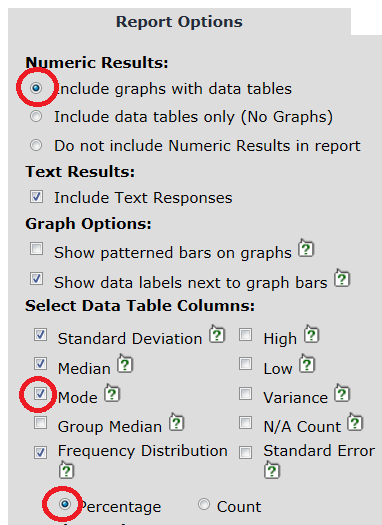 Report Options
Numeric Results:
Include graphs with data tables
Include data tables only (No Graphs)
Do not include Numeric Results in report
Text Results:
Include Text Responses
Graph Options:
Show patterned bars on graphs ?
Show data labels next to graph bars ?
Select Data Table Columns:
Standard Deviation ? High ?
Median ? Low ?
Mode ? Variance ?
Group Median ? N/A Count ?
Frequency Distribution ? Standard Error ?
Percentage Count